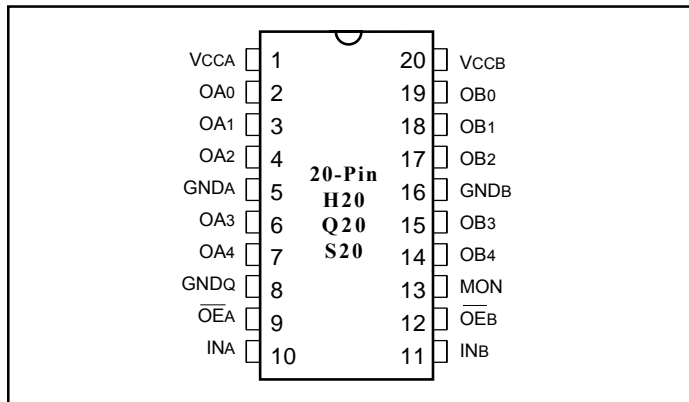 VCCA 1 20 VCCB
OA0 2 19 OB0
OA1 3 18 OB1
OA2 4 17 OB2
20-Pin
GNDA 5 16 GNDB
H20
OA3 6 15 OB3
Q20
OA4 7 14 OB4
S20
GNDQ 8 13 MON
O̅E̅A 9 12 O̅E̅B
INA 10 11 INB